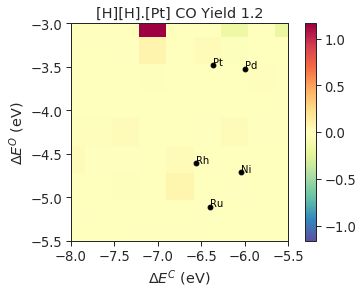 [H][H].[Pt] CO Yield 1.2
−3.0
−3.5
−4.0
−4.5
−5.0
−5.5
ΔE^O (eV)
Pt
Pd
Rh
Ni
Ru
−8.0 −7.5 −7.0 −6.5 −6.0 −5.5
ΔE^C (eV)
1.0
0.5
0.0
−0.5
−1.0